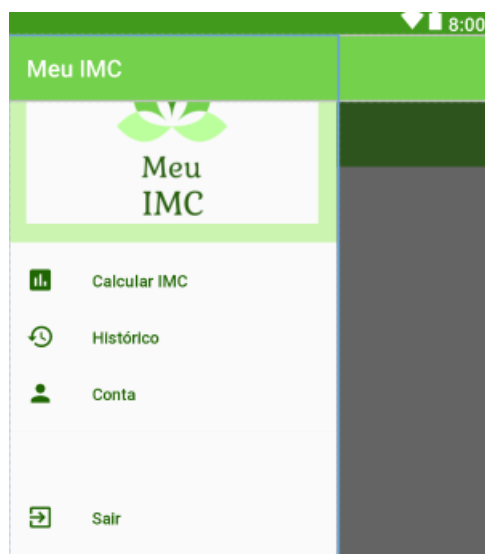 8:00
Meu IMC
Meu
IMC
Calcular IMC
Histórico
Conta
Sair